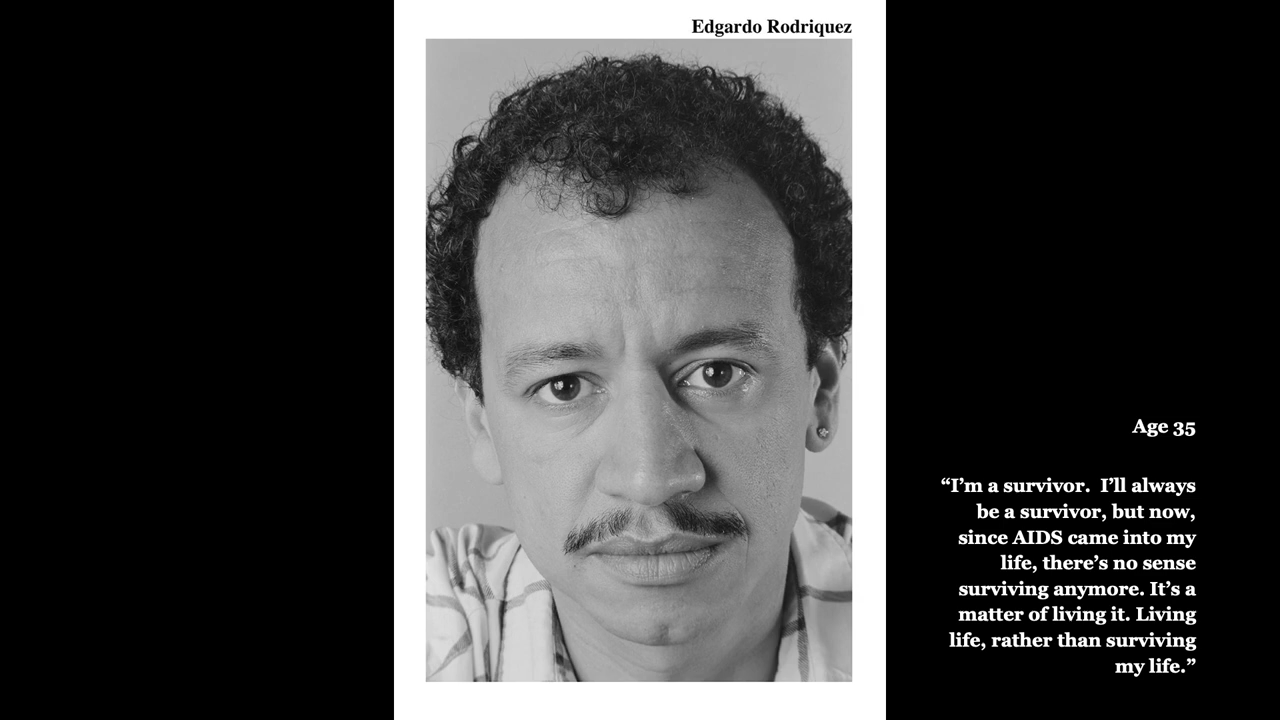 Edgardo Rodriquez
Age 35
“I’m a survivor.  I’ll always
be a survivor, but now,
since AIDS came into my
life, there’s no sense
surviving anymore. It’s a
matter of living it. Living
life, rather than surviving
my life.”